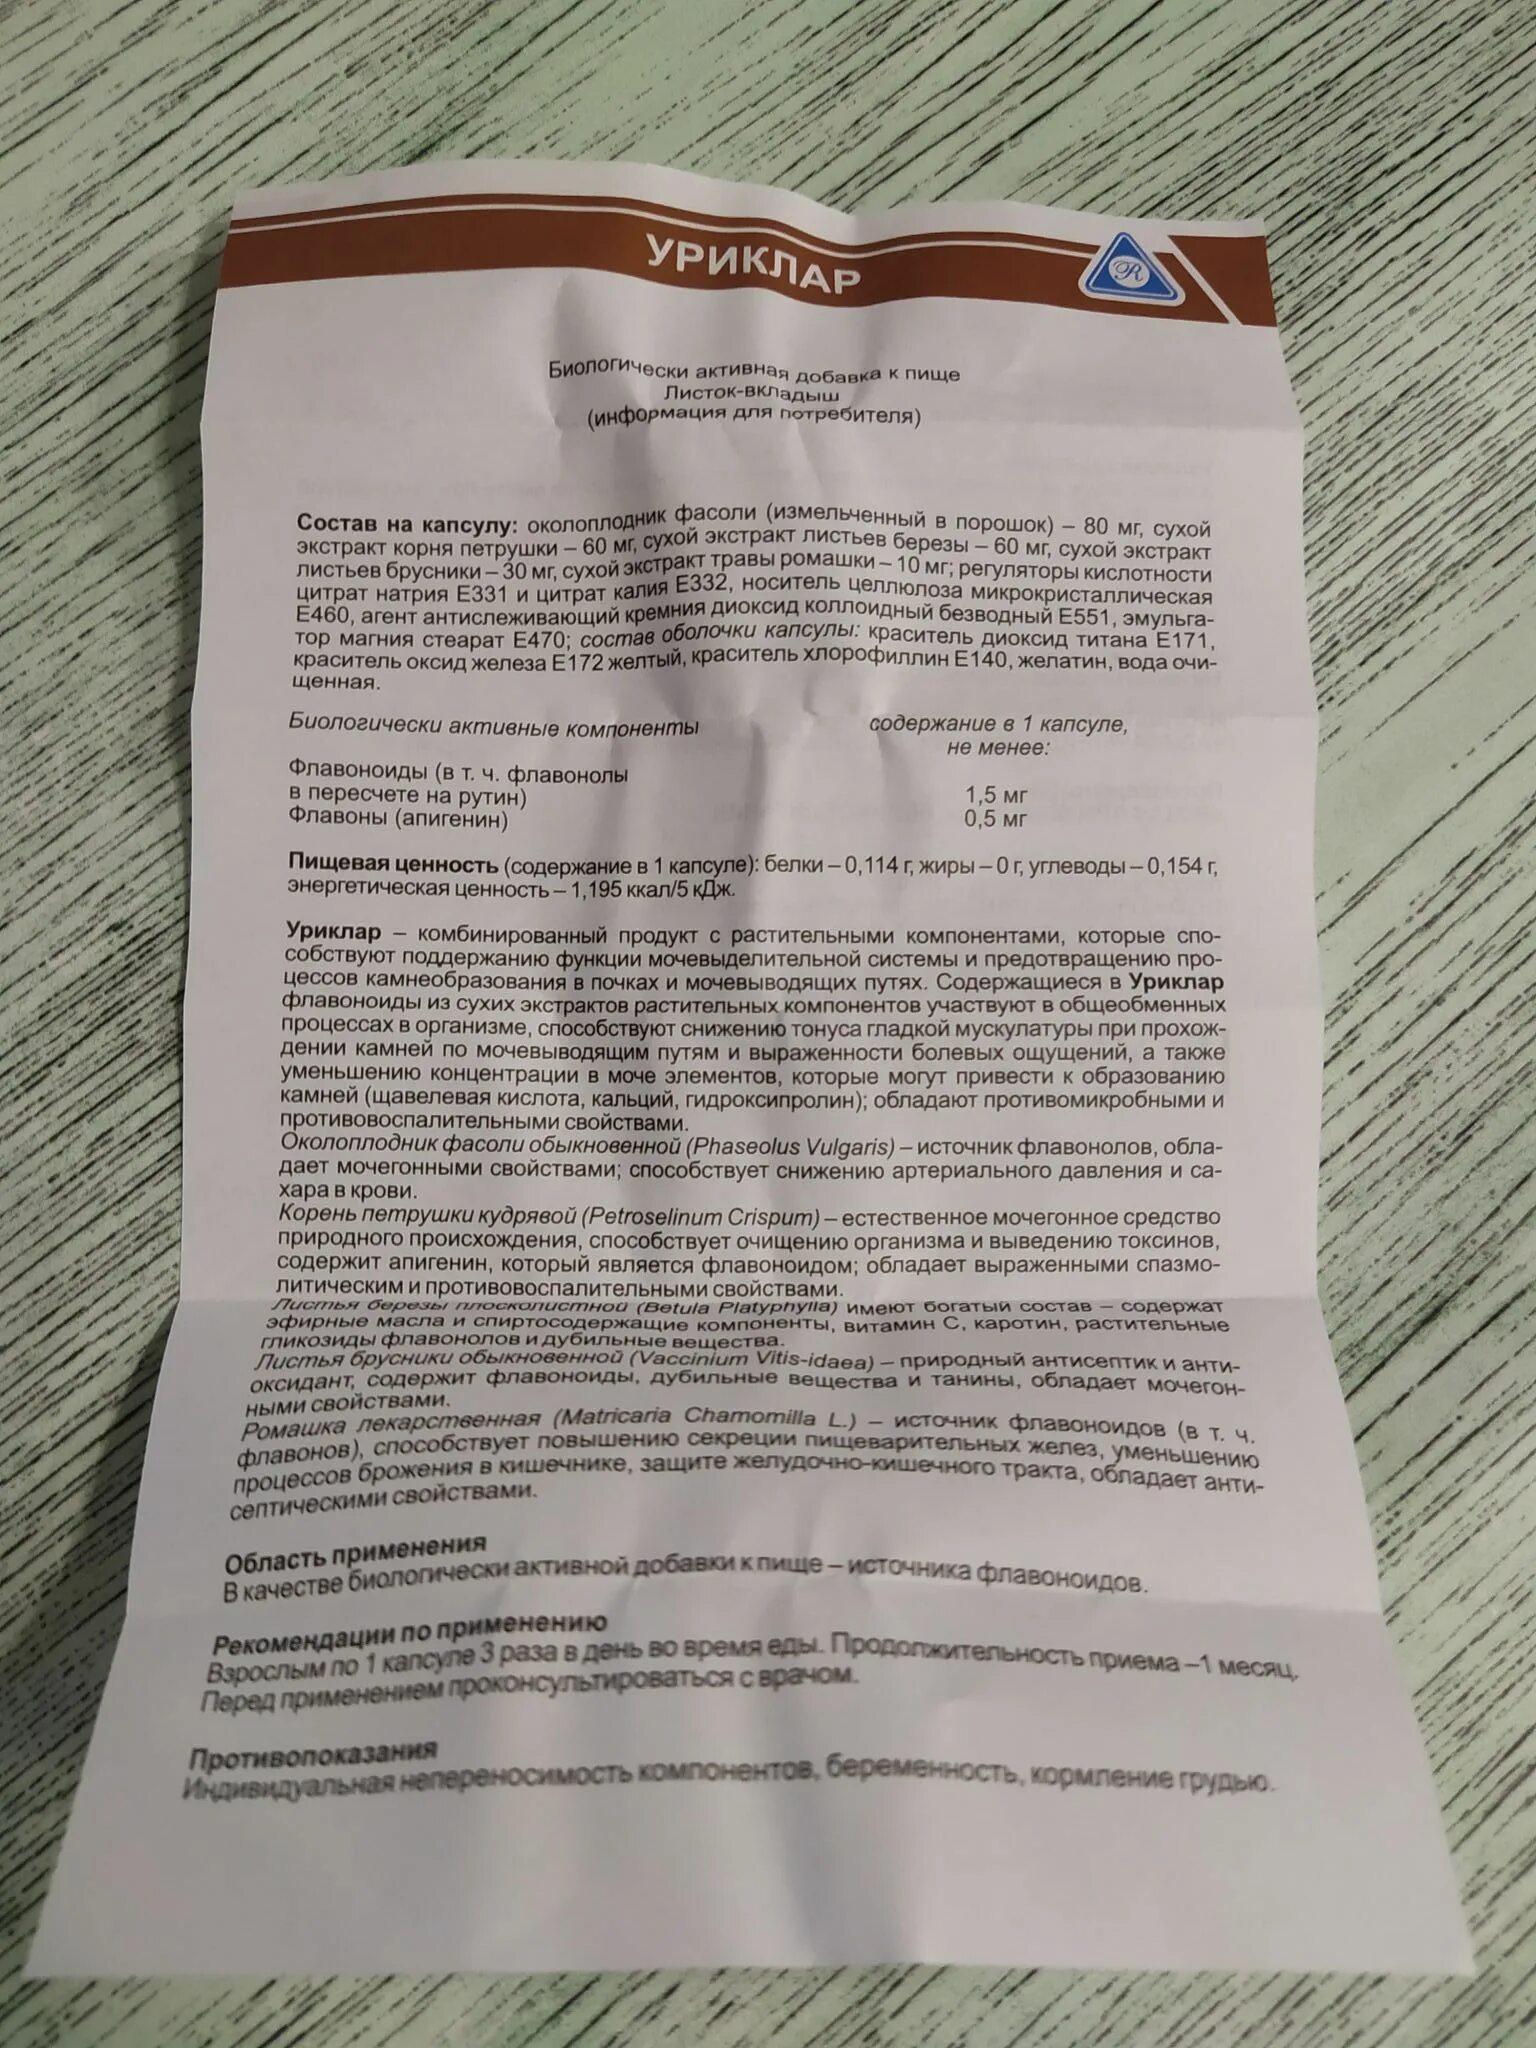 УРИКЛАР
R
Биологически активная добавка к пище
Листок-вкладыш
(информация для потребителя)
Состав на капсулу: околоплодник фасоли (измельченный в порошок) – 80 мг, сухой
экстракт корня петрушки – 60 мг, сухой экстракт листьев березы – 60 мг, сухой экстракт
листьев брусники – 30 мг, сухой экстракт травы ромашки – 10 мг; регуляторы кислотности
цитрат натрия Е331 и цитрат калия Е332, носитель целлюлоза микрокристаллическая
Е460, агент антислеживающий кремния диоксид коллоидный безводный Е551, эмульга-
тор магния стеарат Е470; состав оболочки капсулы: краситель диоксид титана Е171,
краситель оксид железа Е172 желтый, краситель хлорофиллин Е140, желатин, вода очи-
щенная.
Биологически активные компоненты содержание в 1 капсуле,
не менее:
Флавоноиды (в т. ч. флавонолы
в пересчете на рутин) 1,5 мг
Флавоны (апигенин) 0,5 мг
Пищевая ценность (содержание в 1 капсуле): белки – 0,114 г, жиры – 0 г, углеводы – 0,154 г,
энергетическая ценность – 1,195 ккал/5 кДж.
Уриклар – комбинированный продукт с растительными компонентами, которые спо-
собствуют поддержанию функции мочевыделительной системы и предотвращению про-
цессов камнеобразования в почках и мочевыводящих путях. Содержащиеся в Уриклар
флавоноиды из сухих экстрактов растительных компонентов участвуют в общеобменных
процессах в организме, способствуют снижению тонуса гладкой мускулатуры при прохож-
дении камней по мочевыводящим путям и выраженности болевых ощущений, а также
уменьшению концентрации в моче элементов, которые могут привести к образованию
камней (щавелевая кислота, кальций, гидроксипролин); обладают противомикробными и
противовоспалительными свойствами.
Околоплодник фасоли обыкновенной (Phaseolus Vulgaris) – источник флавонолов, обла-
дает мочегонными свойствами; способствует снижению артериального давления и са-
хара в крови.
Корень петрушки кудрявой (Petroselinum Crispum) – естественное мочегонное средство
природного происхождения, способствует очищению организма и выведению токсинов,
содержит апигенин, который является флавоноидом; обладает выраженными спазмо-
литическим и противовоспалительными свойствами.
Листья березы плосколистной (Betula Platyphylla) имеют богатый состав – содержат
эфирные масла и спиртосодержащие компоненты, витамин С, каротин, растительные
гликозиды флавонолов и дубильные вещества.
Листья брусники обыкновенной (Vaccinium Vitis-idaea) – природный антисептик и анти-
оксидант, содержит флавоноиды, дубильные вещества и танины, обладает мочегон-
ными свойствами.
Ромашка лекарственная (Matricaria Chamomilla L.) – источник флавоноидов (в т. ч.
флавонов), способствует повышению секреции пищеварительных желез, уменьшению
процессов брожения в кишечнике, защите желудочно-кишечного тракта, обладает анти-
септическими свойствами.
Область применения
В качестве биологически активной добавки к пище – источника флавоноидов.
Рекомендации по применению
Взрослым по 1 капсуле 3 раза в день во время еды. Продолжительность приема –1 месяц.
Перед применением проконсультироваться с врачом.
Противопоказания
Индивидуальная непереносимость компонентов, беременность, кормление грудью.